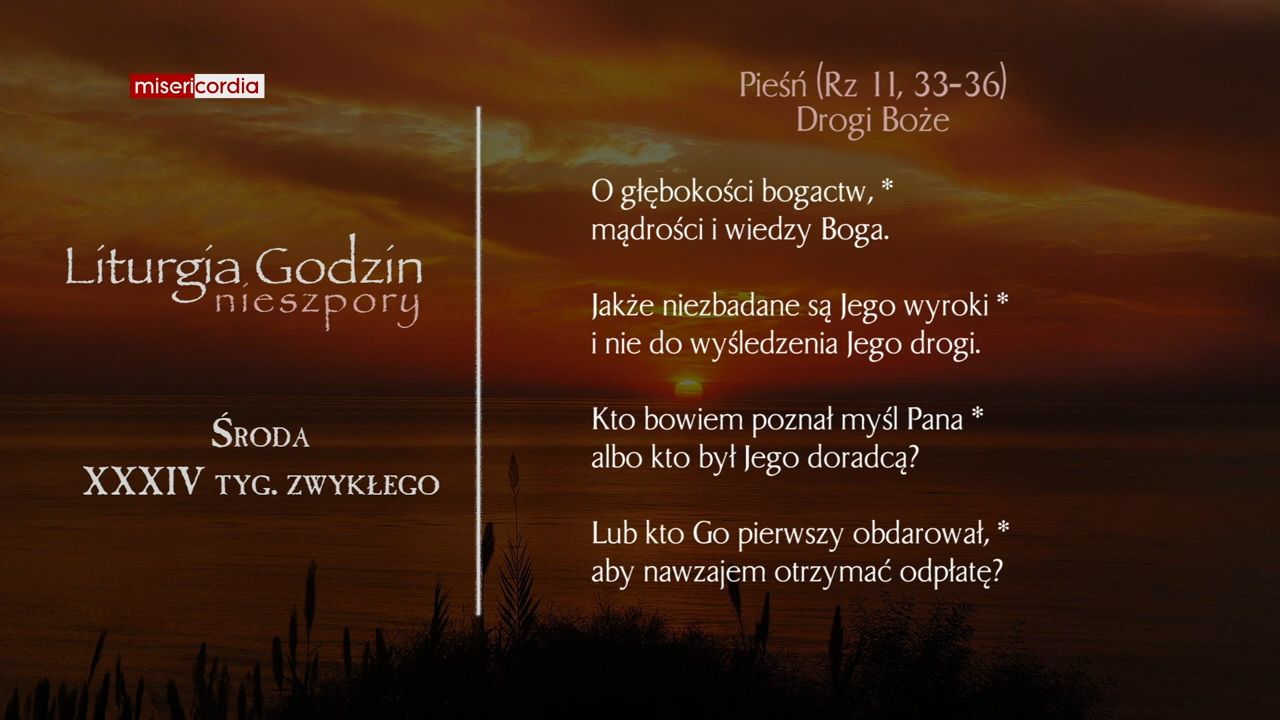 misericordia
Liturgia Godzin
nieszpory
Środa
XXXIV tyg. zwykłego
Pieśń (Rz 11, 33-36)
Drogi Boże
O głębokości bogactw, *
mądrości i wiedzy Boga.
Jakże niezbadane są Jego wyroki *
i nie do wyśledzenia Jego drogi.
Kto bowiem poznał myśl Pana *
albo kto był Jego doradcą?
Lub kto Go pierwszy obdarował, *
aby nawzajem otrzymać odpłatę?